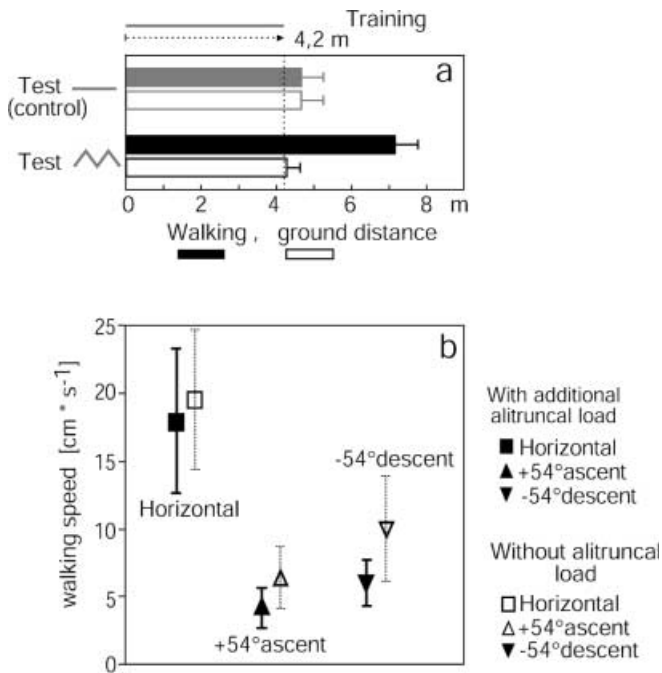 Training
4,2 m
a
Test
(control)
Test
0 2 4 6 8 m
Walking , ground distance
25
20
15
10
5
0
walking speed [cm * s-1]
b
-54°descent
Horizontal
+54°ascent
With additional
alitruncal load
Horizontal
+54°ascent
-54°descent
Without alitruncal
load
Horizontal
+54°ascent
-54°descent